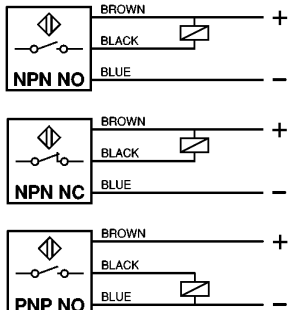 BROWN
+
BLACK
NPN NO
BLUE
−
BROWN
+
BLACK
NPN NC
BLUE
−
BROWN
+
BLACK
PNP NO
BLUE
−